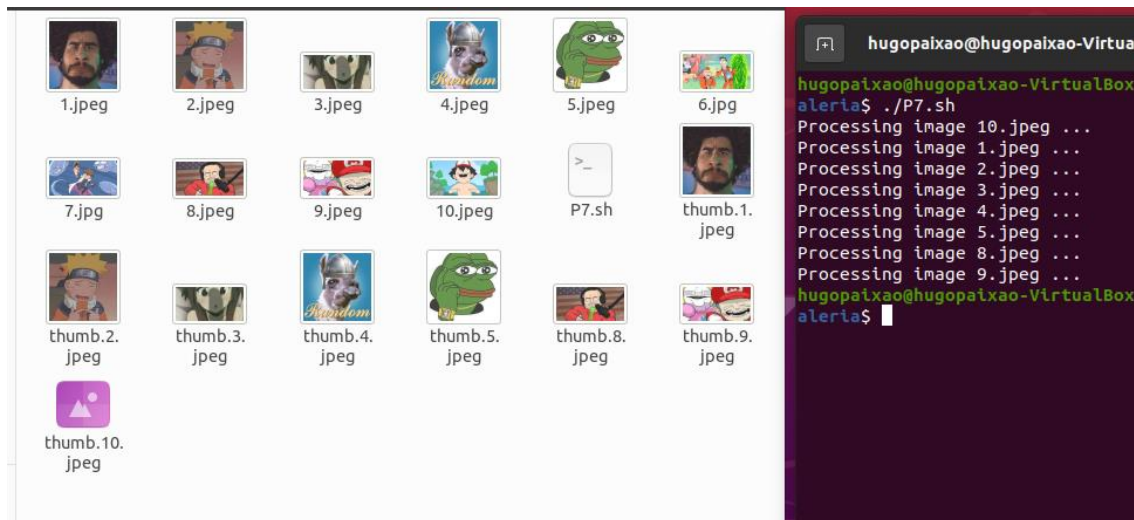 1.jpeg
2.jpeg
3.jpeg
4.jpeg
5.jpeg
6.jpg
Random
7.jpg
8.jpeg
9.jpeg
10.jpeg
P7.sh
thumb.1.
jpeg
thumb.2.
jpeg
thumb.3.
jpeg
thumb.4.
jpeg
thumb.5.
jpeg
thumb.8.
jpeg
thumb.9.
jpeg
Random
thumb.10.
jpeg
hugopaixao@hugopaixao-Virtua
hugopaixao@hugopaixao-VirtualBox
aleria$ ./P7.sh
Processing image 10.jpeg ...
Processing image 1.jpeg ...
Processing image 2.jpeg ...
Processing image 3.jpeg ...
Processing image 4.jpeg ...
Processing image 5.jpeg ...
Processing image 8.jpeg ...
Processing image 9.jpeg ...
hugopaixao@hugopaixao-VirtualBox
aleria$